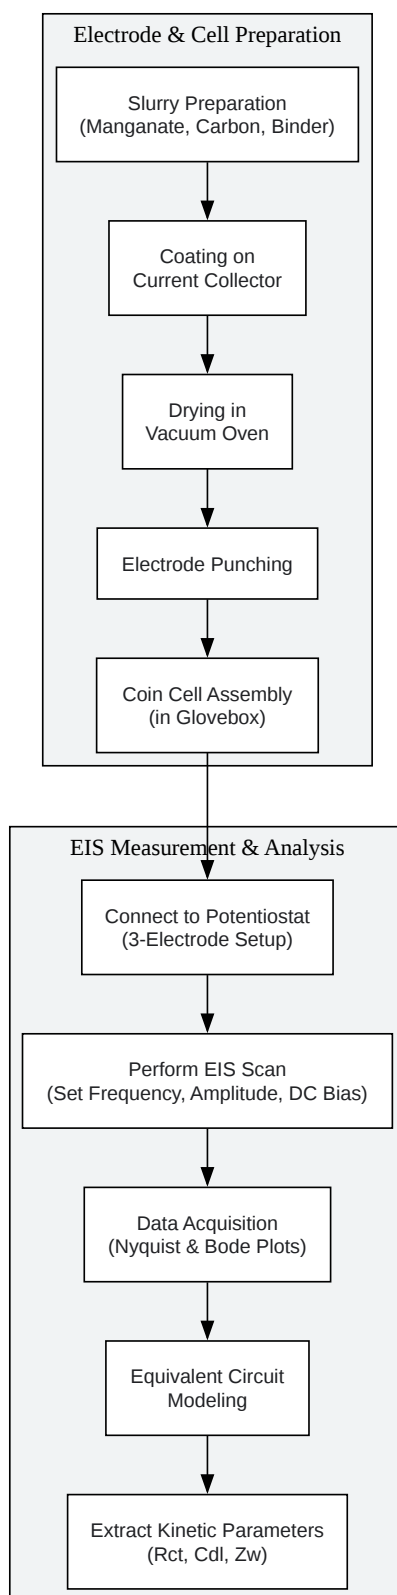 Electrode & Cell Preparation
Slurry Preparation
(Manganate, Carbon, Binder)
Coating on
Current Collector
Drying in
Vacuum Oven
Electrode Punching
Coin Cell Assembly
(in Glovebox)
EIS Measurement & Analysis
Connect to Potentiostat
(3-Electrode Setup)
Perform EIS Scan
(Set Frequency, Amplitude, DC Bias)
Data Acquisition
(Nyquist & Bode Plots)
Equivalent Circuit
Modeling
Extract Kinetic Parameters
(Rct, Cdl, Zw)